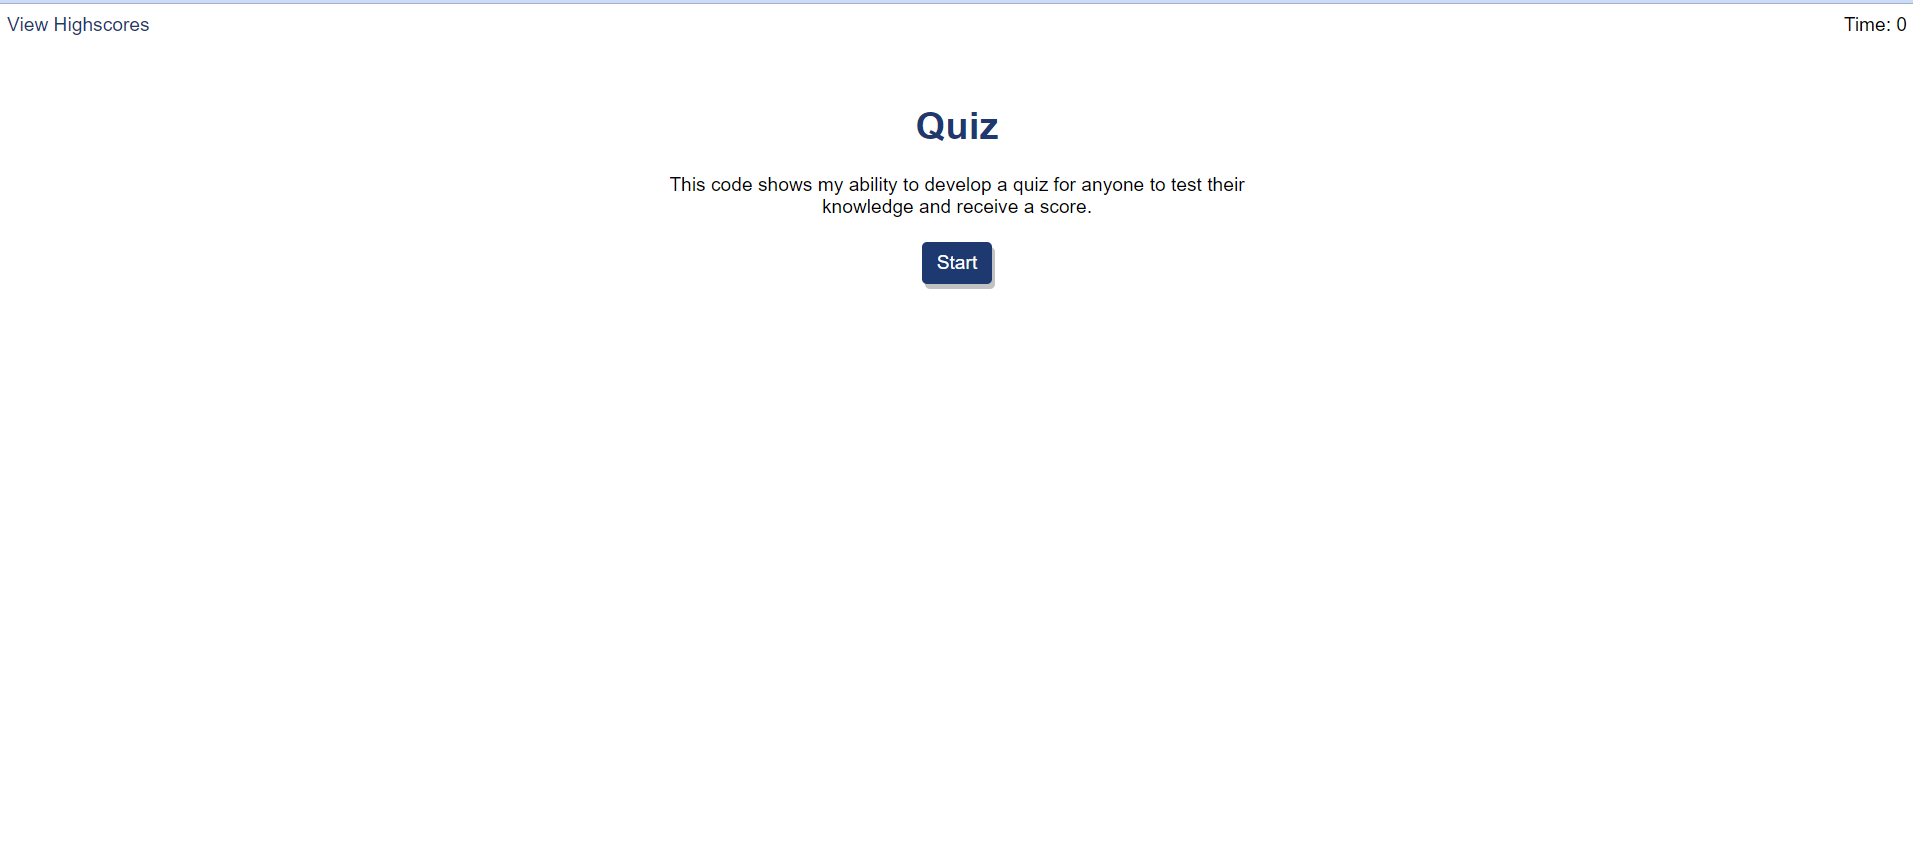 View Highscores
Time: 0
Quiz
This code shows my ability to develop a quiz for anyone to test their
knowledge and receive a score.
Start